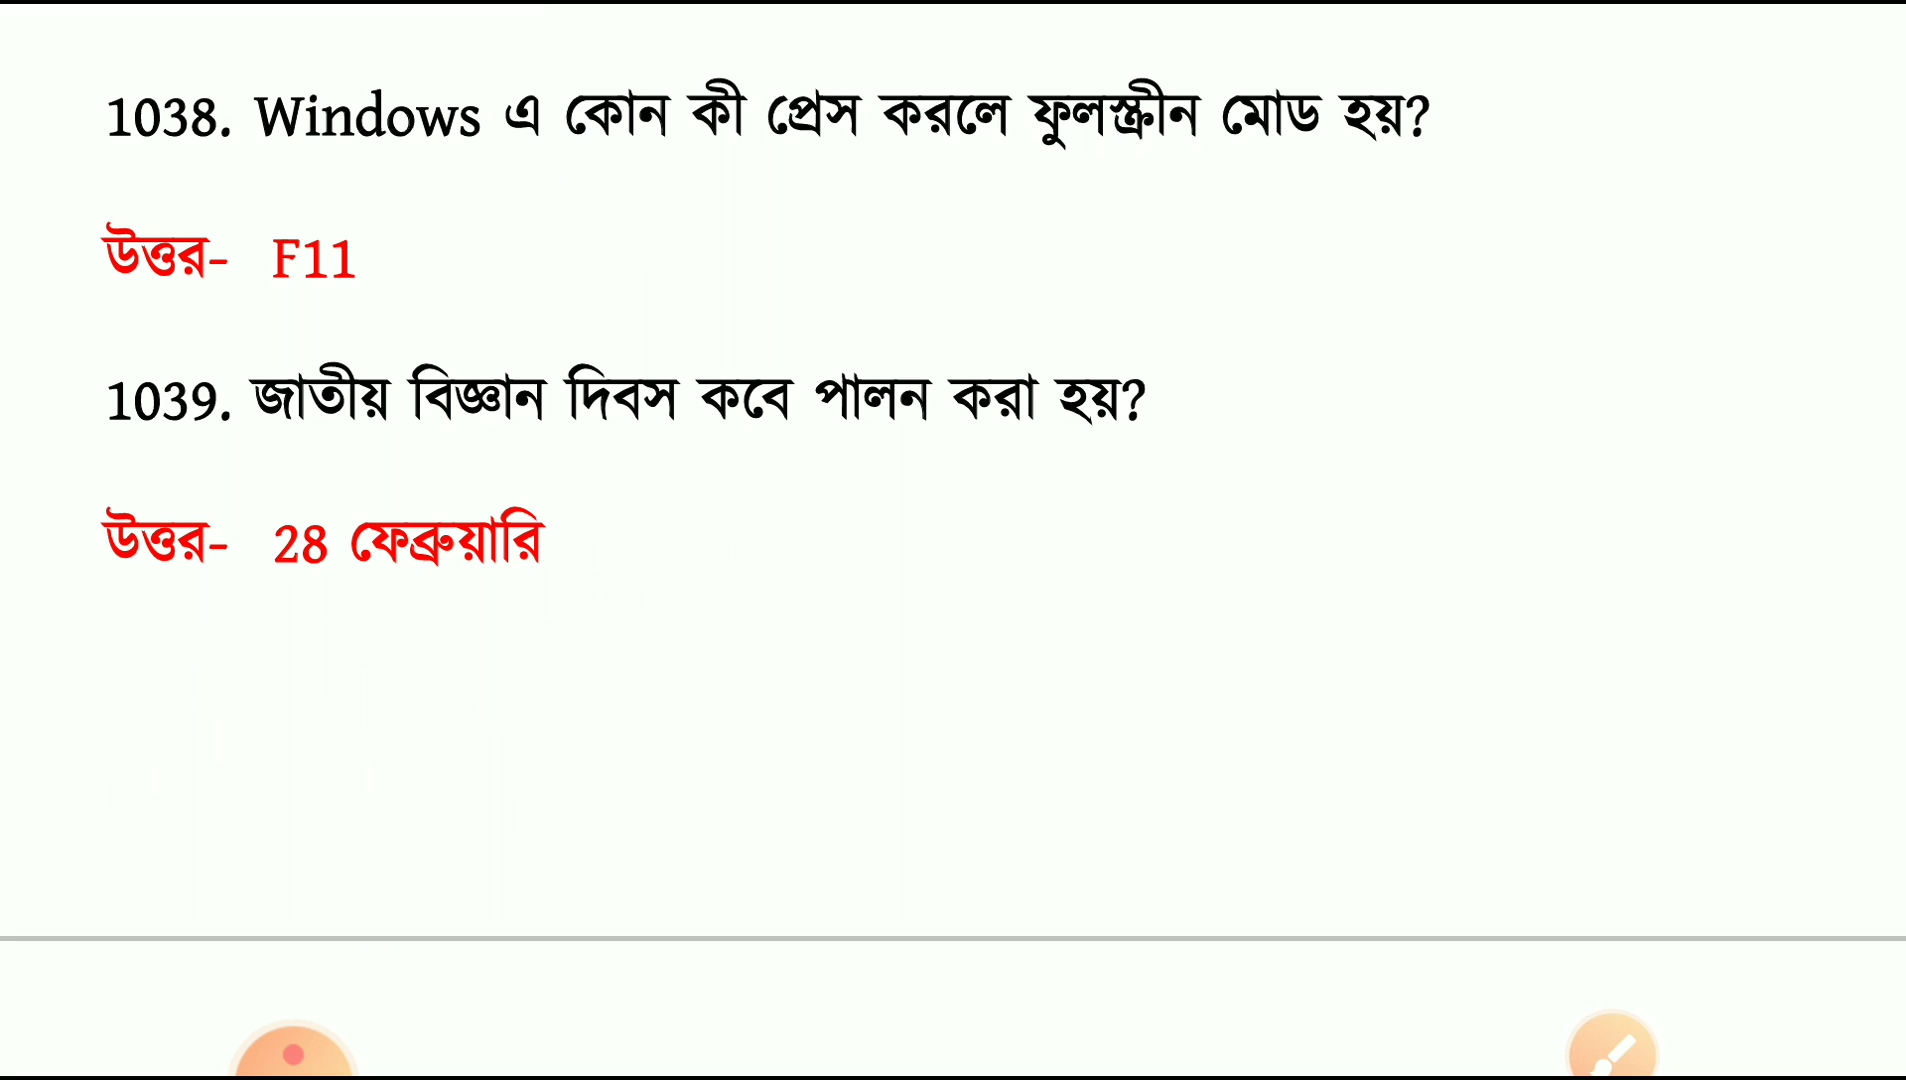 1038. Windows এ কোন কী প্রেস করলে ফুলস্ক্রীন মোড হয়?
উত্তর- F11
1039. জাতীয় বিজ্ঞান দিবস কবে পালন করা হয়?
উত্তর- 28 ফেব্রুয়ারি